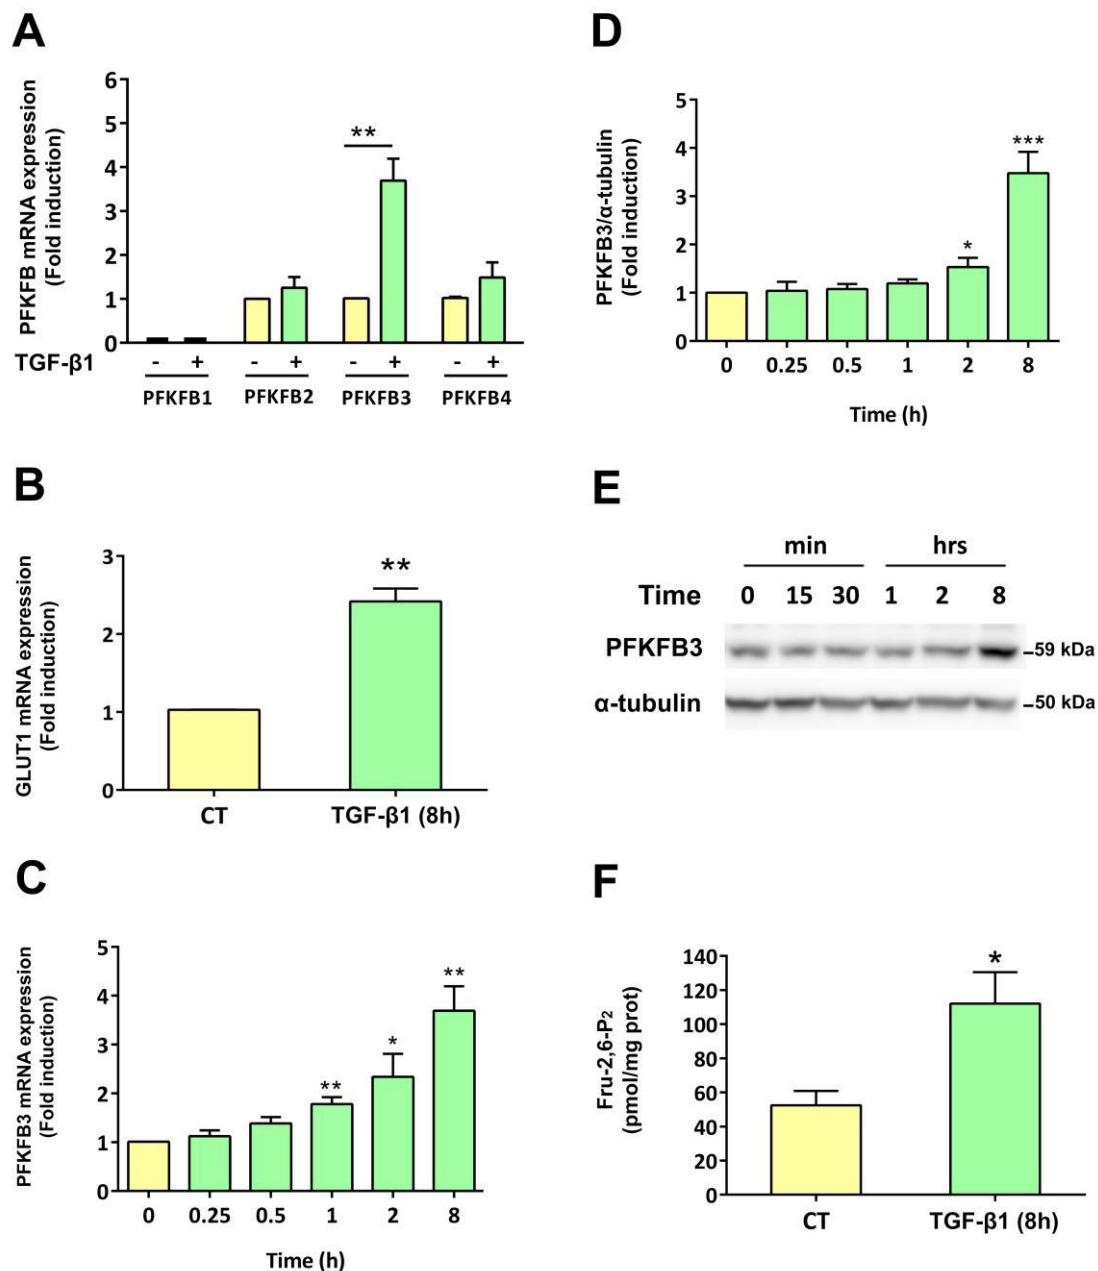 A
PFKFB mRNA expression
(Fold induction)
6
4
3
2
1
0
**
TGF-β1 - + - + - + - +
PFKFB1 PFKFB2 PFKFB3 PFKFB4
B
GLUT1 mRNA expression
(Fold induction)
3
2
1
0
**
CT TGF-β1 (8h)
C
PFKFB3 mRNA expression
(Fold induction)
5
4
3
2
1
0
** * **
0 0.25 0.5 1 2 8
Time (h)
D
PFKFB3/α-tubulin
(Fold induction)
5
4
3
2
1
0
* ***
0 0.25 0.5 1 2 8
Time (h)
E
min hrs
Time 0 15 30 1 2 8
PFKFB3 59 kDa
α-tubulin 50 kDa
F
Fru-2,6-P₂
(pmol/mg prot)
140
120
100
80
60
40
20
0
*
CT TGF-β1 (8h)